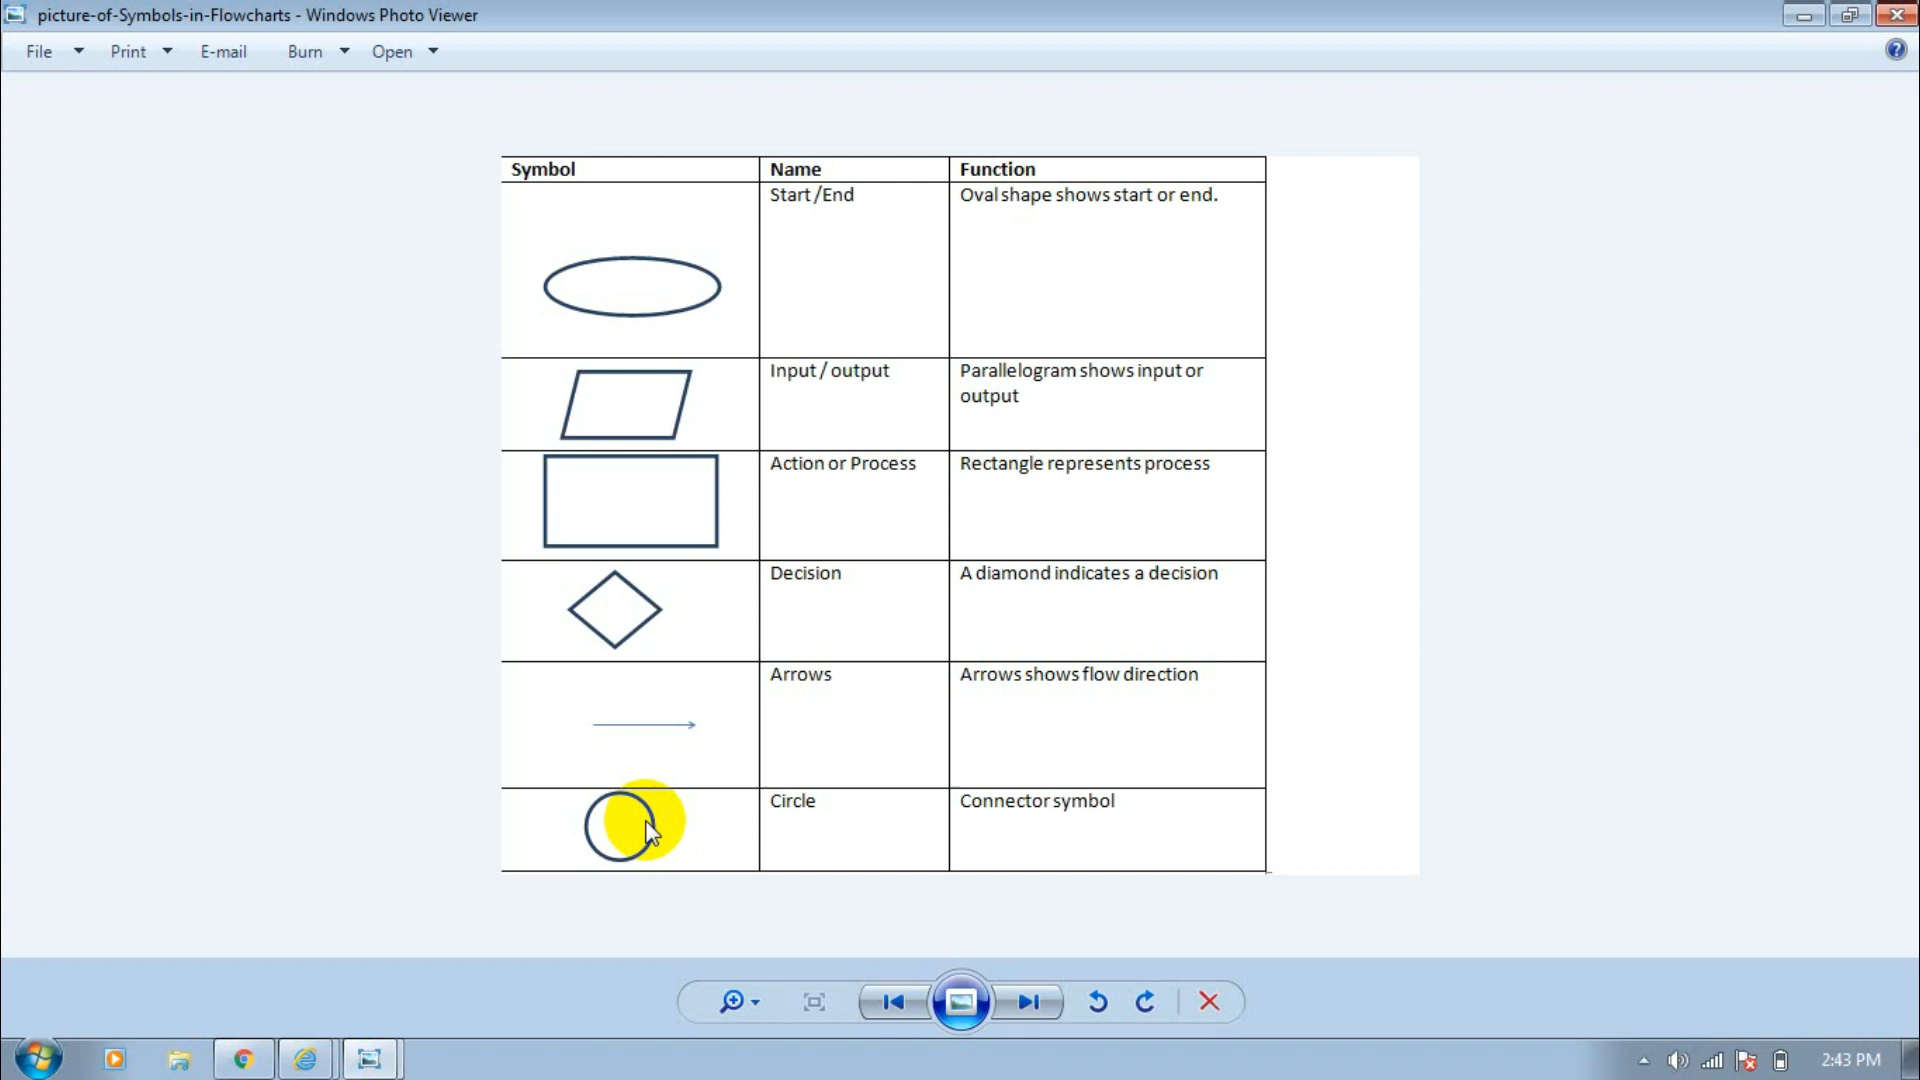 picture-of-Symbols-in-Flowcharts - Windows Photo Viewer
File Print E-mail Burn Open
Symbol Name Function
Start /End Oval shape shows start or end.
Input / output Parallelogram shows input or
output
Action or Process Rectangle represents process
Decision A diamond indicates a decision
Arrows Arrows shows flow direction
Circle Connector symbol
2:43 PM